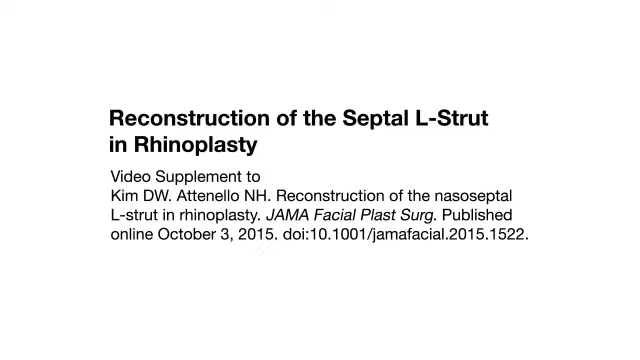 Reconstruction of the Septal L-Strut
in Rhinoplasty
Video Supplement to
Kim DW. Attenello NH. Reconstruction of the nasoseptal
L-strut in rhinoplasty. JAMA Facial Plast Surg. Published
online October 3, 2015. doi:10.1001/jamafacial.2015.1522.